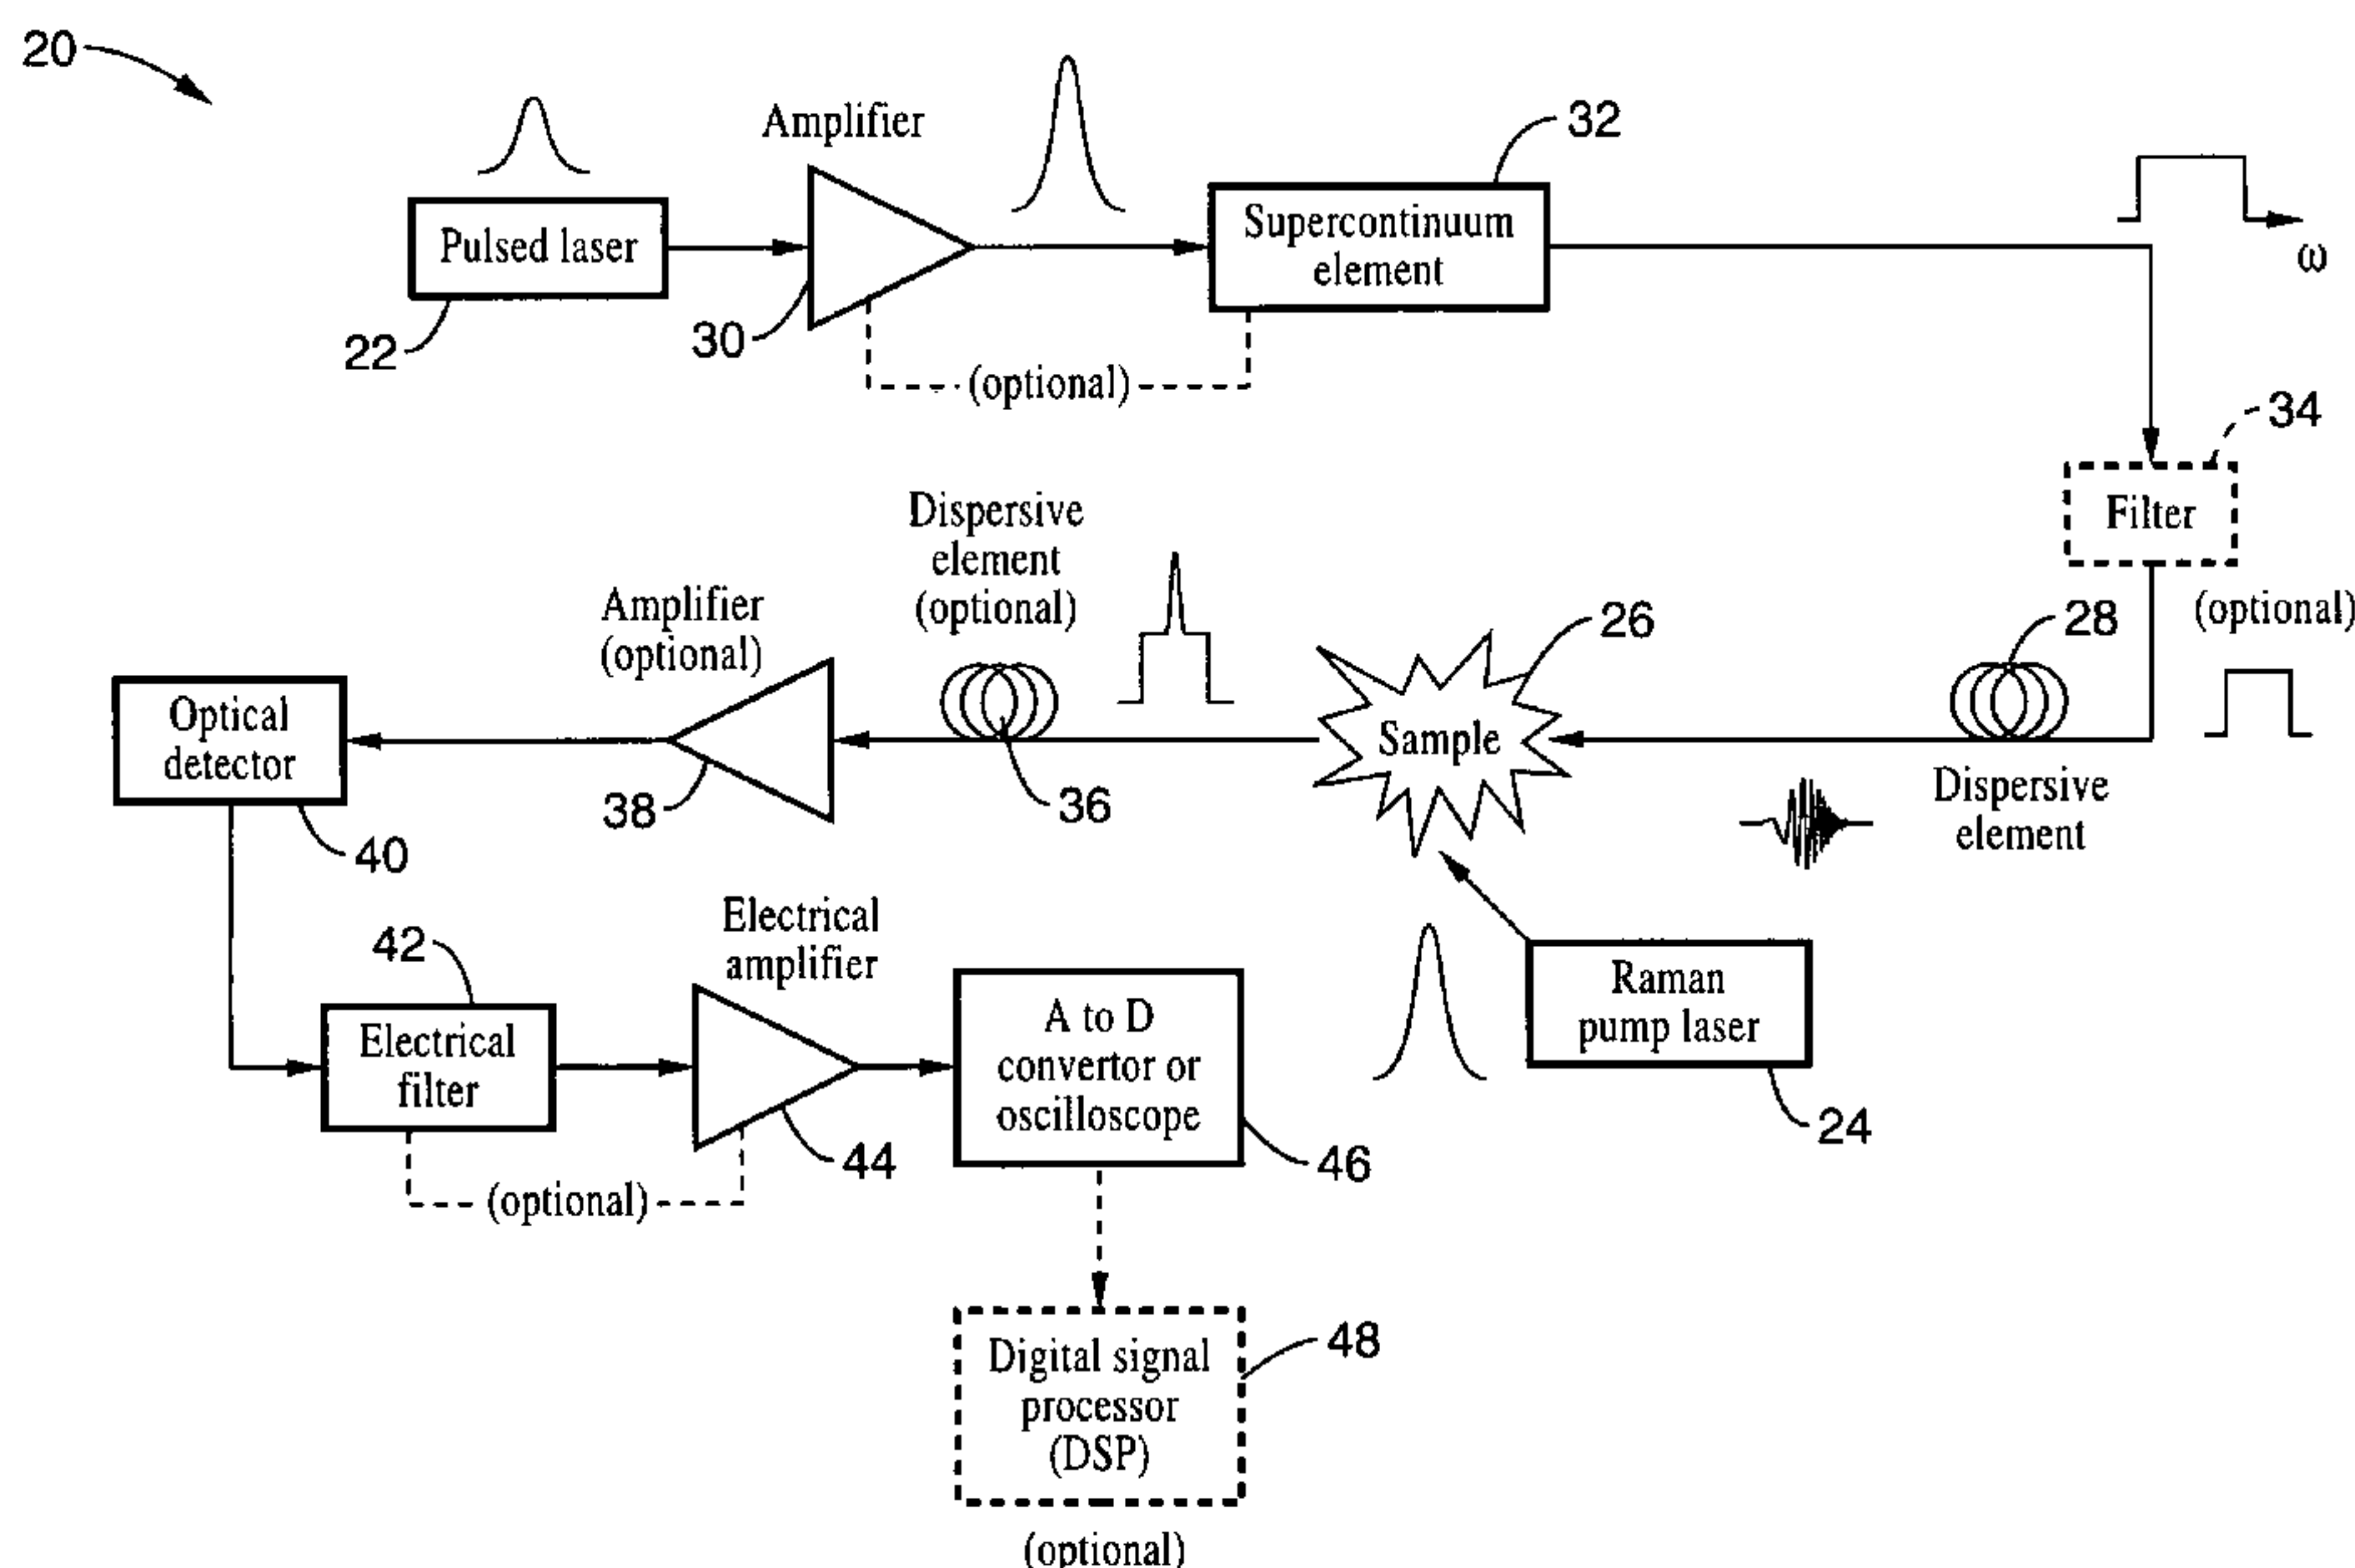 20
Amplifier
32
Pulsed laser
Supercontinuum
element
ω
22
30
(optional)
34
Filter
(optional)
Dispersive
element
(optional)
Amplifier
(optional)
26
28
Optical
detector
Sample
38
36
Dispersive
element
40
Electrical
amplifier
42
Electrical
filter
A to D
convertor or
oscilloscope
Raman
pump laser
44
46
24
(optional)
Digital signal
processor
(DSP)
48
(optional)